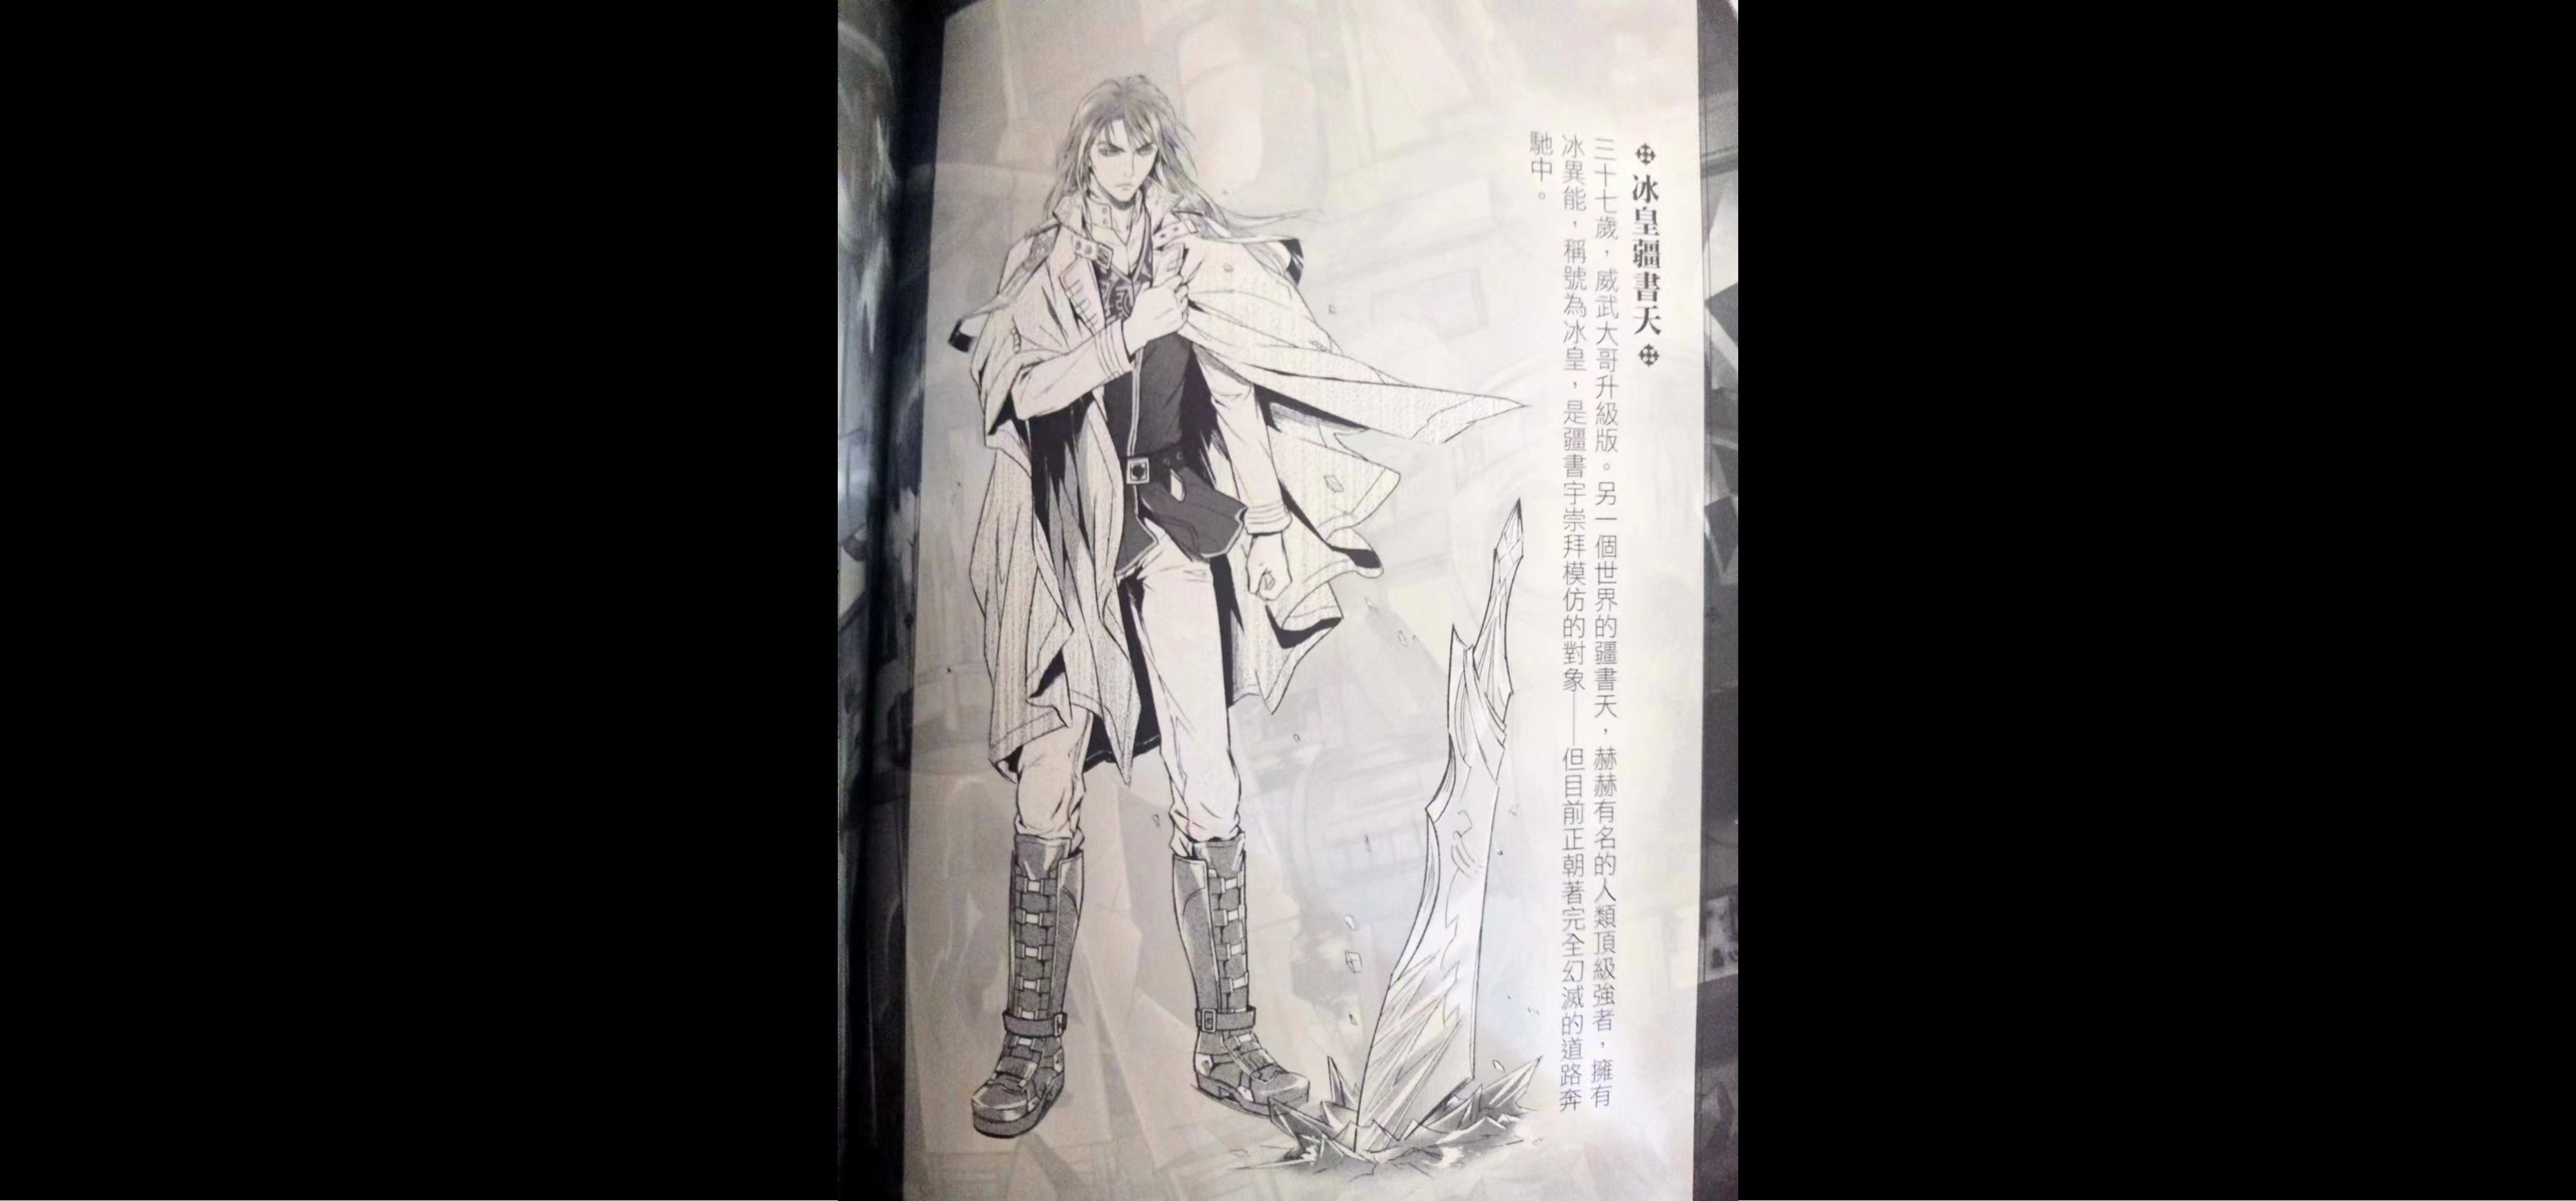 冰皇疆書天
三十七歲，威武大哥升級版。另一個世界的疆書天，赫赫有名的人類頂級強者，擁有
冰異能，稱號為冰皇，是疆書宇崇拜模仿的對象——但目前正朝著完全幻滅的道路奔
馳中。